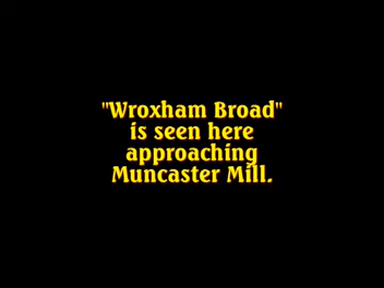 "Wroxham Broad"
is seen here
approaching
Muncaster Mill.